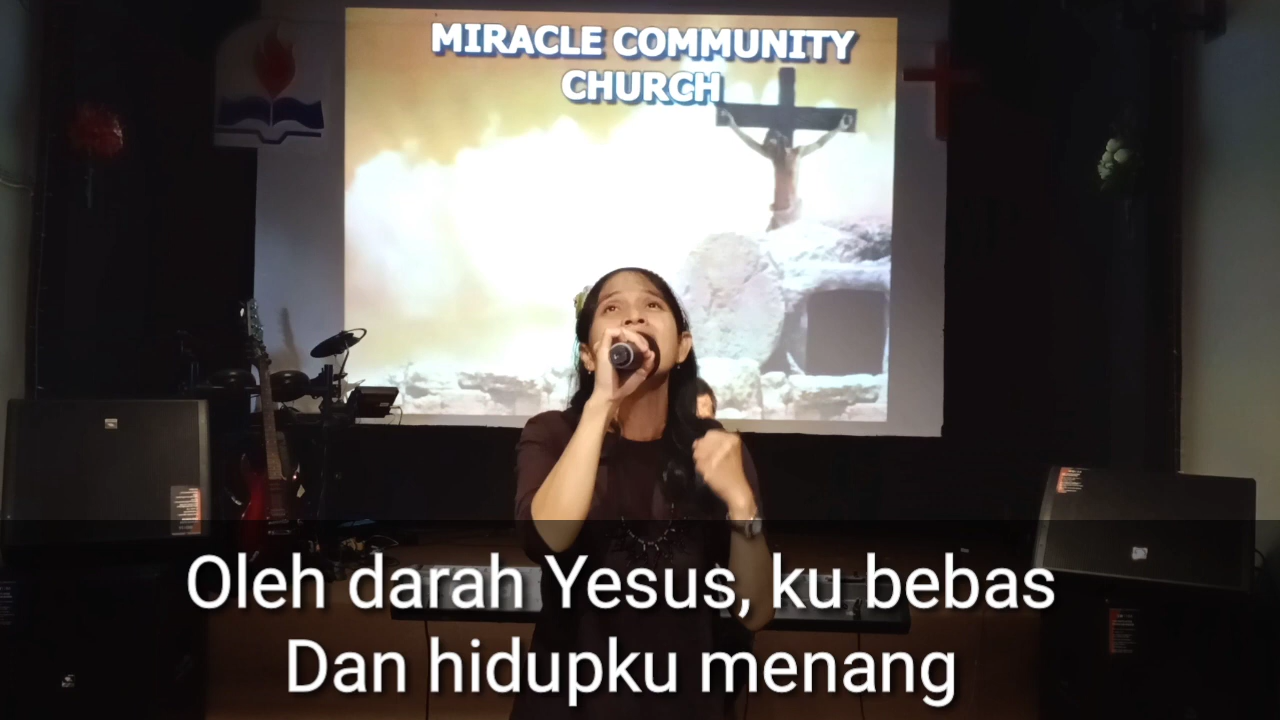 MIRACLE COMMUNITY
CHURCH
Oleh darah Yesus, ku bebas
Dan hidupku menang